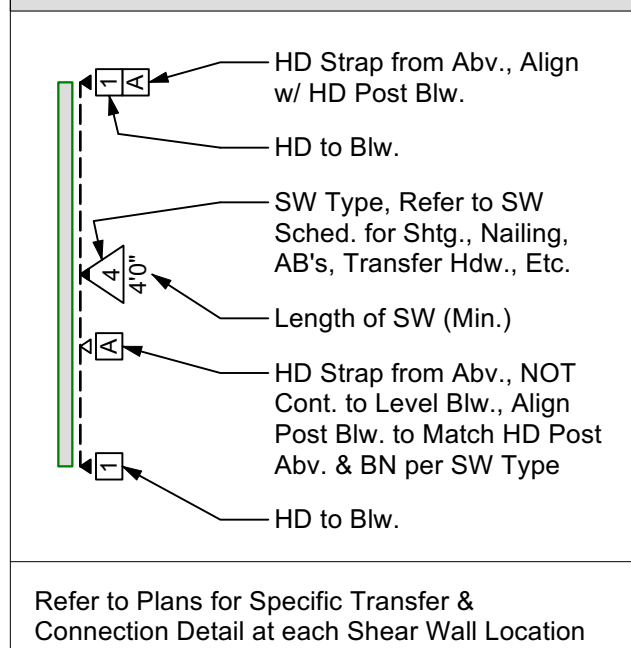 HD Strap from Abv., Align
w/ HD Post Blw.
1 A
HD to Blw.
SW Type, Refer to SW
Sched. for Shtg., Nailing,
AB's, Transfer Hdw., Etc.
4
4'0"
Length of SW (Min.)
A
HD Strap from Abv., NOT
Cont. to Level Blw., Align
Post Blw. to Match HD Post
Abv. & BN per SW Type
1
HD to Blw.
Refer to Plans for Specific Transfer &
Connection Detail at each Shear Wall Location